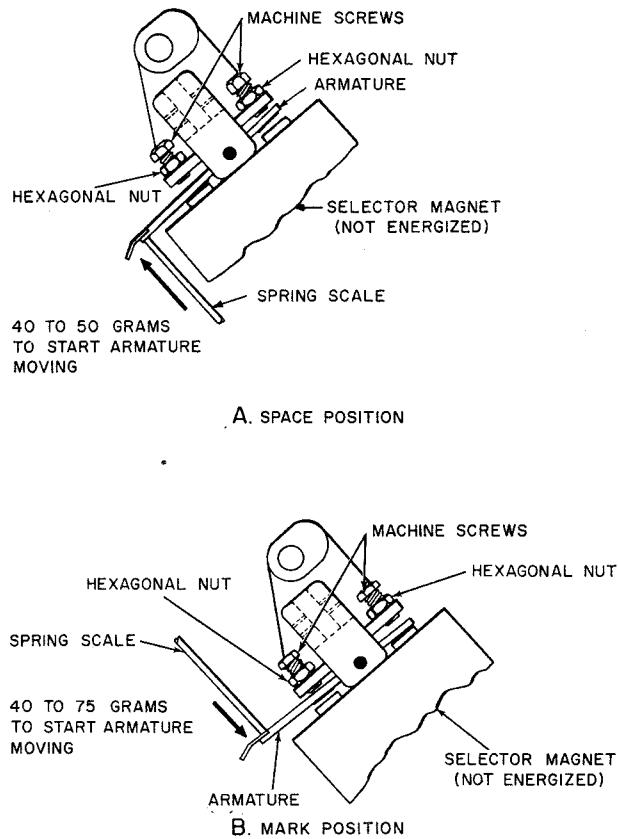 MACHINE SCREWS
HEXAGONAL NUT
ARMATURE
HEXAGONAL NUT
SELECTOR MAGNET
(NOT ENERGIZED)
SPRING SCALE
40 TO 50 GRAMS
TO START ARMATURE
MOVING
A. SPACE POSITION
MACHINE SCREWS
HEXAGONAL NUT
HEXAGONAL NUT
SPRING SCALE
40 TO 75 GRAMS
TO START ARMATURE
MOVING
SELECTOR MAGNET
(NOT ENERGIZED)
ARMATURE
B. MARK POSITION